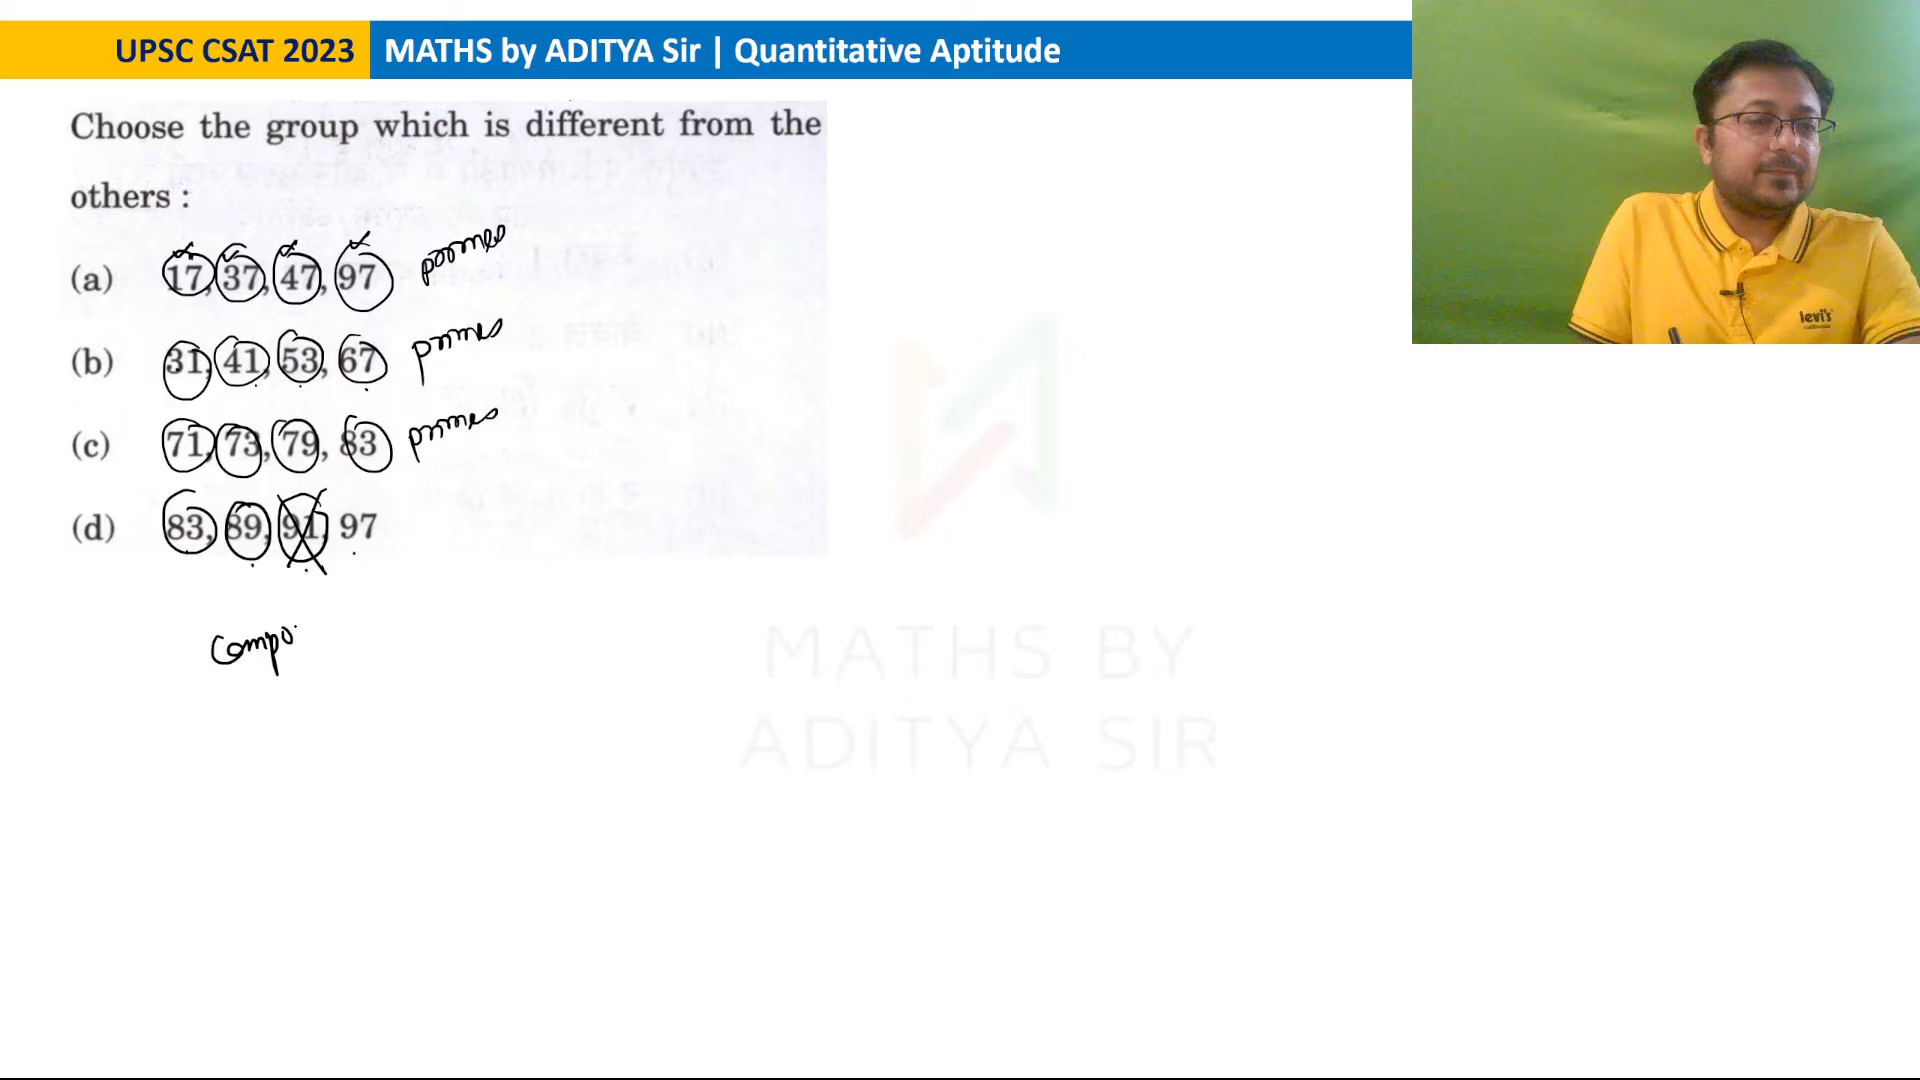 UPSC CSAT 2023 MATHS by ADITYA Sir | Quantitative Aptitude
Choose the group which is different from the
others :
(a) 17, 37, 47, 97 primes
(b) 31, 41, 53, 67 primes
(c) 71, 73, 79, 83 primes
(d) 83, 89, 91, 97
Compo
MATHS BY
ADITYA SIR
levi's
california